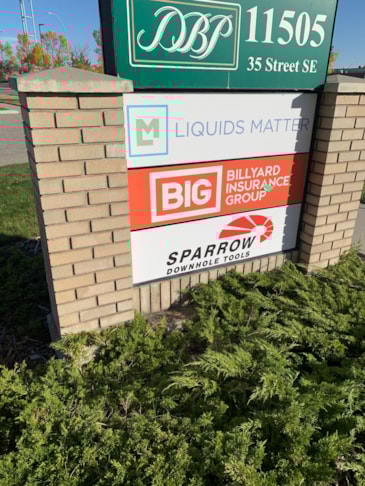 DBP
11505
35 Street SE
LM
LIQUIDS MATTER
BIG
BILLYARD
INSURANCE
GROUP
SPARROW
DOWNHOLE TOOLS